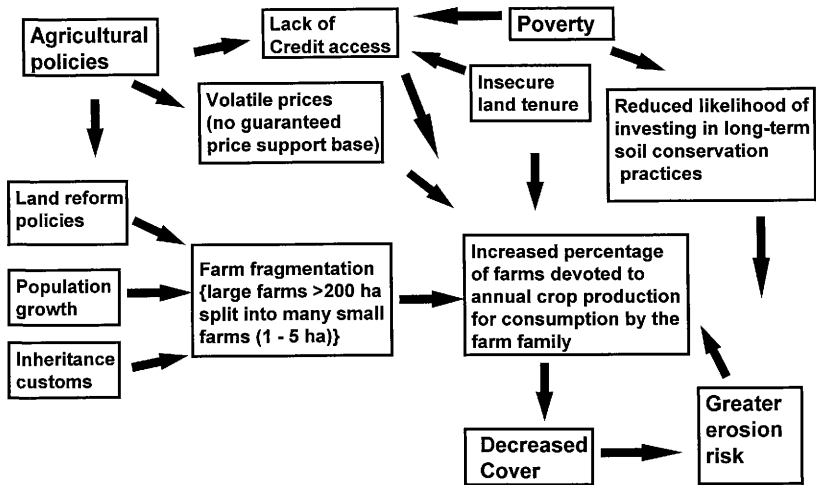 Agricultural
policies
Lack of
Credit access
Poverty
Insecure
land tenure
Volatile prices
(no guaranteed
price support base)
Reduced likelihood of
investing in long-term
soil conservation
practices
Land reform
policies
Population
growth
Inheritance
customs
Farm fragmentation
{large farms >200 ha
split into many small
farms (1 - 5 ha)}
Increased percentage
of farms devoted to
annual crop production
for consumption by the
farm family
Decreased
Cover
Greater
erosion
risk